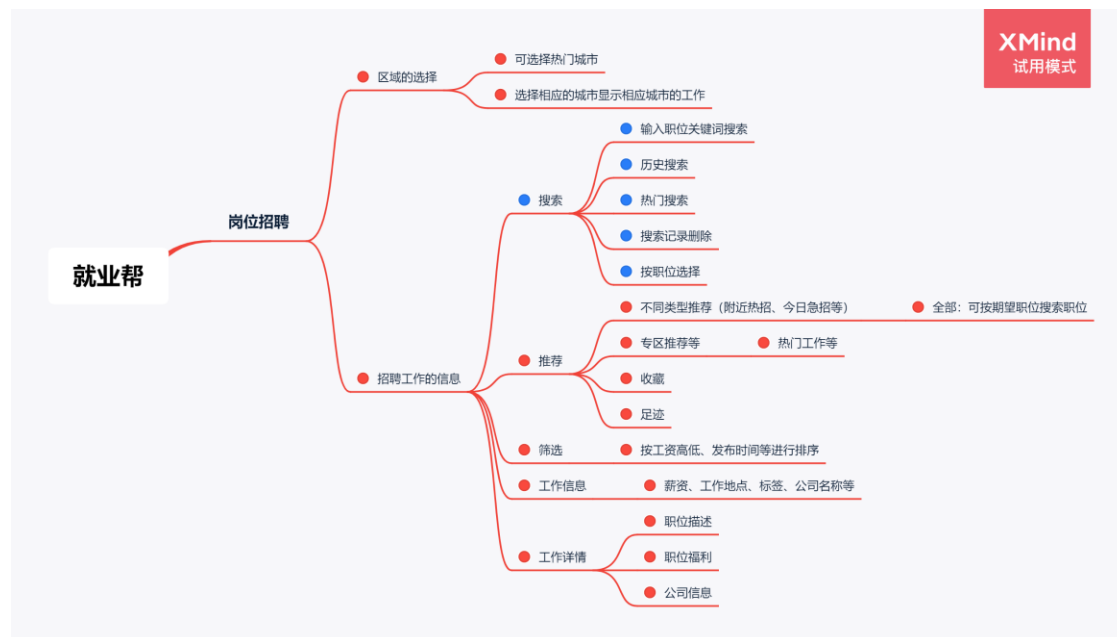 XMind
试用模式
就业帮
岗位招聘
区域的选择
可选择热门城市
选择相应的城市显示相应城市的工作
招聘工作的信息
搜索
输入职位关键词搜索
历史搜索
热门搜索
搜索记录删除
按职位选择
推荐
不同类型推荐（附近热招、今日急招等）
全部：可按期望职位搜索职位
专区推荐等
热门工作等
收藏
足迹
筛选
按工资高低、发布时间等进行排序
工作信息
薪资、工作地点、标签、公司名称等
工作详情
职位描述
职位福利
公司信息